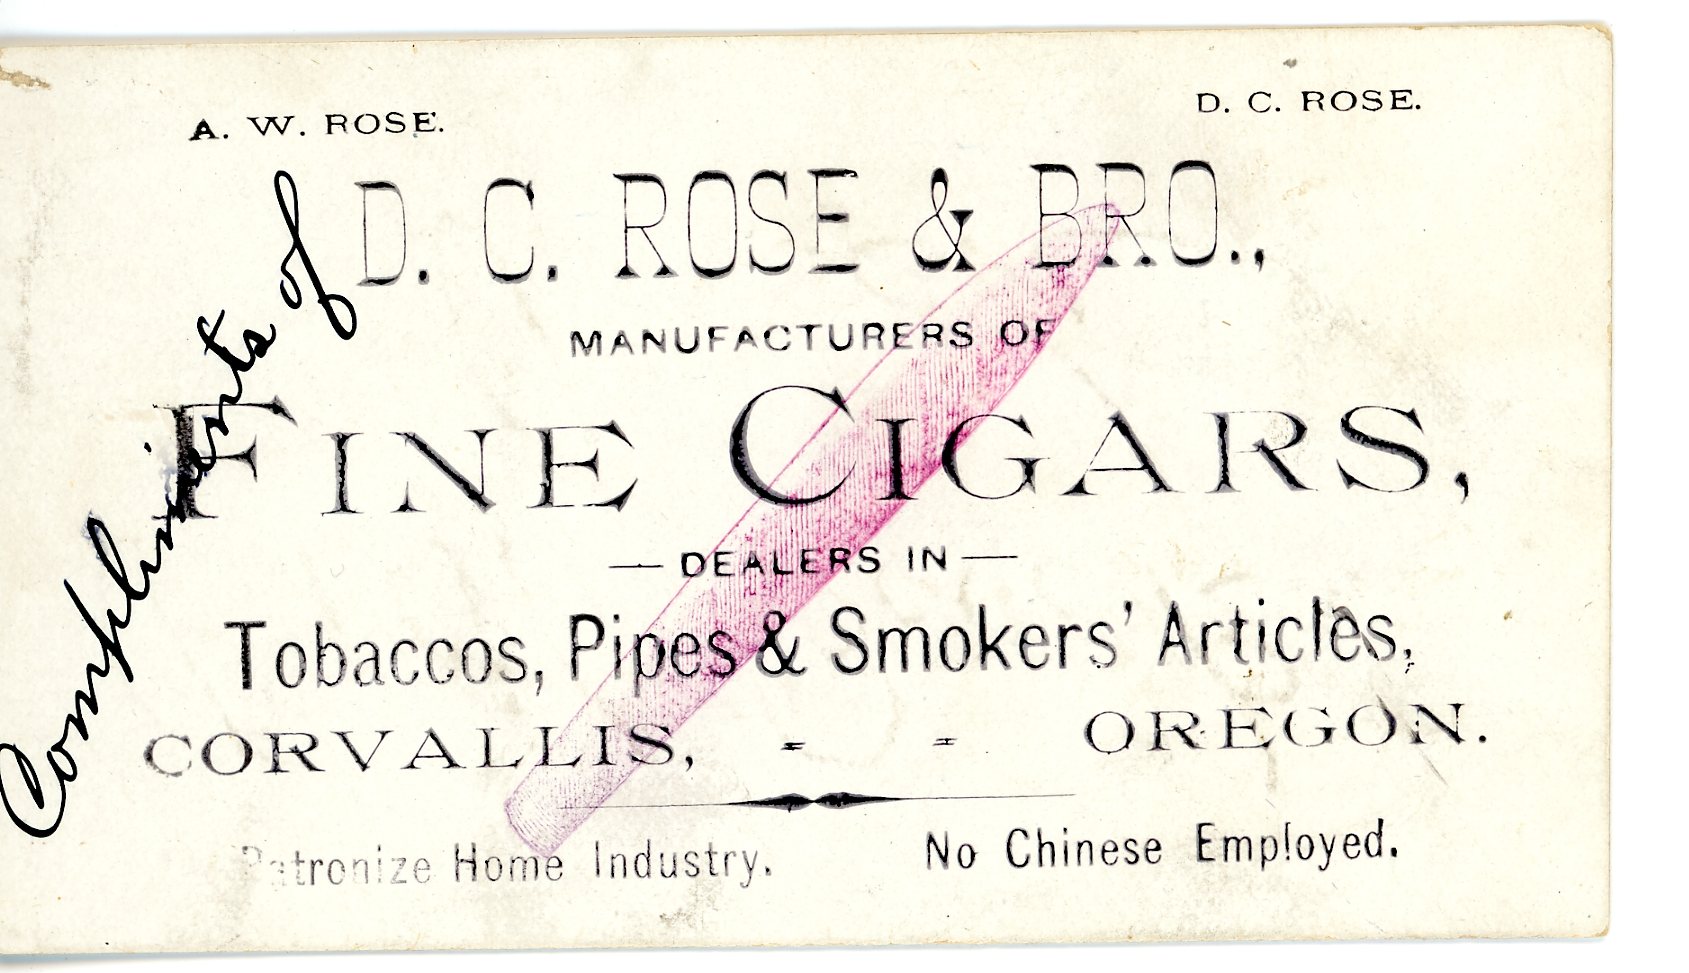 A. W. ROSE.
D. C. ROSE.
Compliments of
D. C. ROSE & BRO.,
MANUFACTURERS OF
FINE CIGARS,
— DEALERS IN —
Tobaccos, Pipes & Smokers' Articles,
CORVALLIS, - - OREGON.
Patronize Home Industry.
No Chinese Employed.